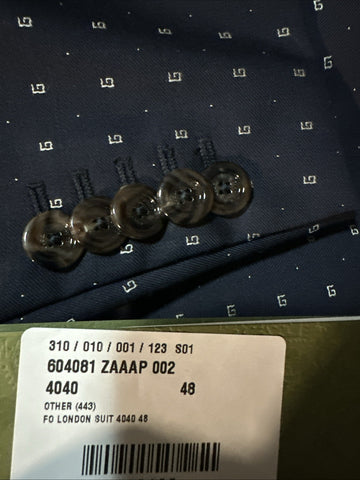 310 / 010 / 001 / 123 S01
604081 ZAAAP 002
4040 48
OTHER (443)
FO LONDON SUIT 4040 48